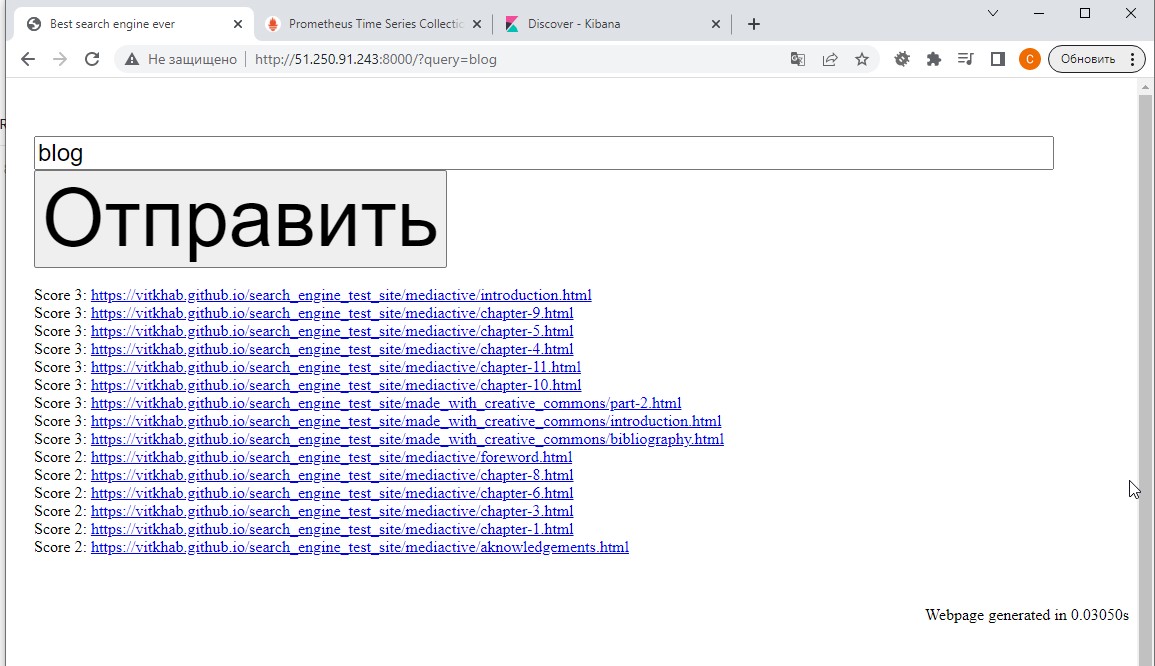 Best search engine ever
Prometheus Time Series Collectic
Discover - Kibana
Не защищено
http://51.250.91.243:8000/?query=blog
С
Обновить
R
blog
Отправить
Score 3: https://vitkhab.github.io/search_engine_test_site/mediactive/introduction.html
Score 3: https://vitkhab.github.io/search_engine_test_site/mediactive/chapter-9.html
Score 3: https://vitkhab.github.io/search_engine_test_site/mediactive/chapter-5.html
Score 3: https://vitkhab.github.io/search_engine_test_site/mediactive/chapter-4.html
Score 3: https://vitkhab.github.io/search_engine_test_site/mediactive/chapter-11.html
Score 3: https://vitkhab.github.io/search_engine_test_site/mediactive/chapter-10.html
Score 3: https://vitkhab.github.io/search_engine_test_site/made_with_creative_commons/part-2.html
Score 3: https://vitkhab.github.io/search_engine_test_site/made_with_creative_commons/introduction.html
Score 3: https://vitkhab.github.io/search_engine_test_site/made_with_creative_commons/bibliography.html
Score 2: https://vitkhab.github.io/search_engine_test_site/mediactive/foreword.html
Score 2: https://vitkhab.github.io/search_engine_test_site/mediactive/chapter-8.html
Score 2: https://vitkhab.github.io/search_engine_test_site/mediactive/chapter-6.html
Score 2: https://vitkhab.github.io/search_engine_test_site/mediactive/chapter-3.html
Score 2: https://vitkhab.github.io/search_engine_test_site/mediactive/chapter-1.html
Score 2: https://vitkhab.github.io/search_engine_test_site/mediactive/aknowledgements.html
Webpage generated in 0.03050s